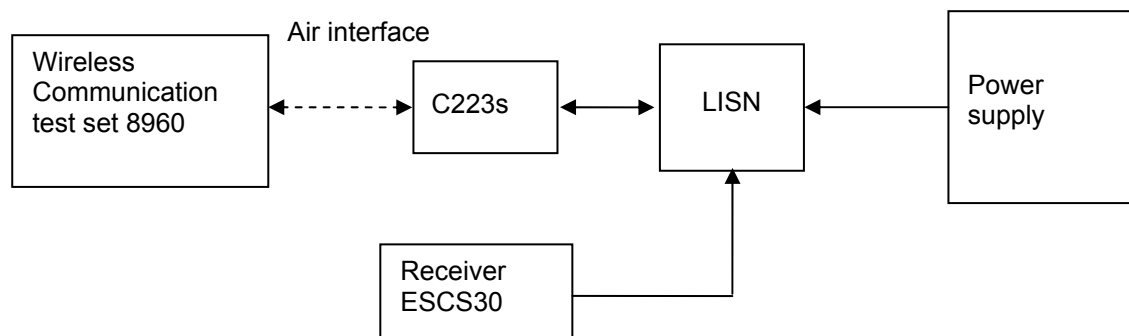 Air interface
Wireless
Communication
test set 8960
C223s
LISN
Power
supply
Receiver
ESCS30